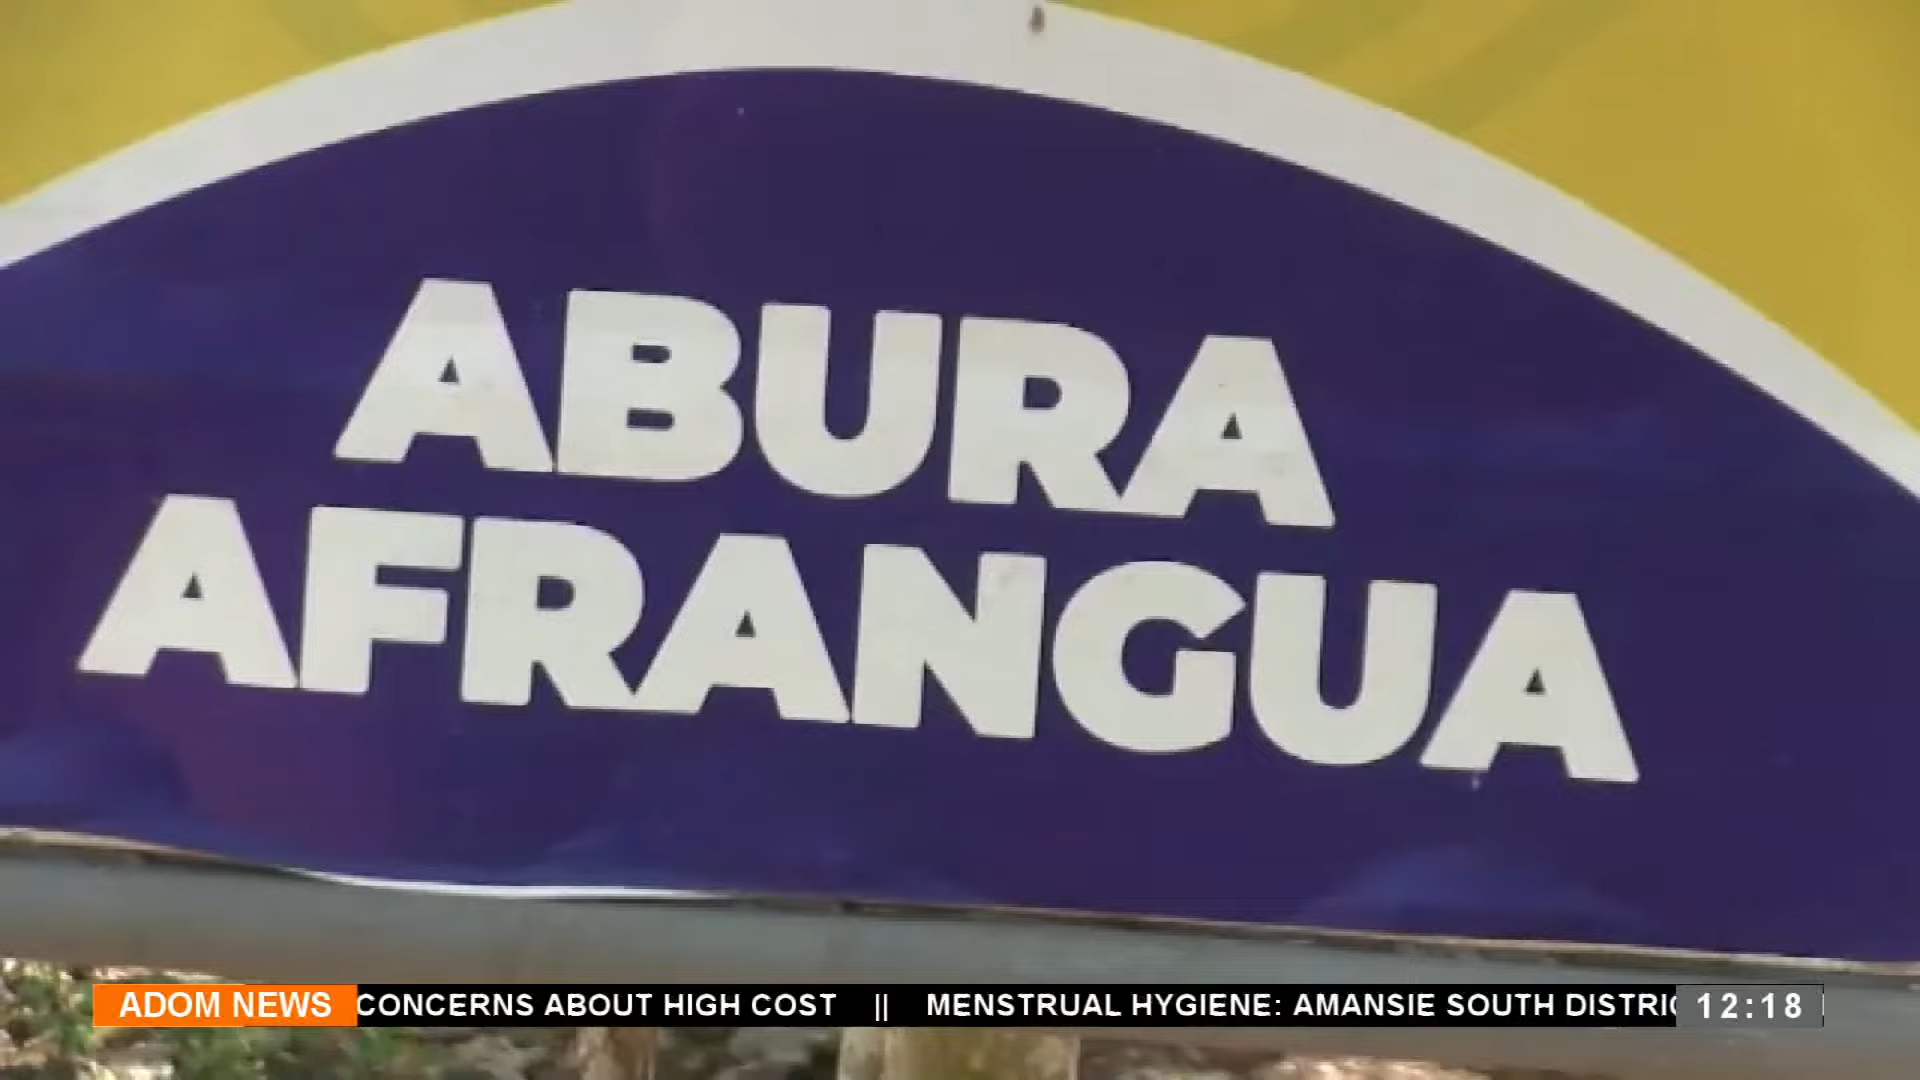 ABURA
AFRANGUA
ADOM NEWS CONCERNS ABOUT HIGH COST || MENSTRUAL HYGIENE: AMANSIE SOUTH 12:18